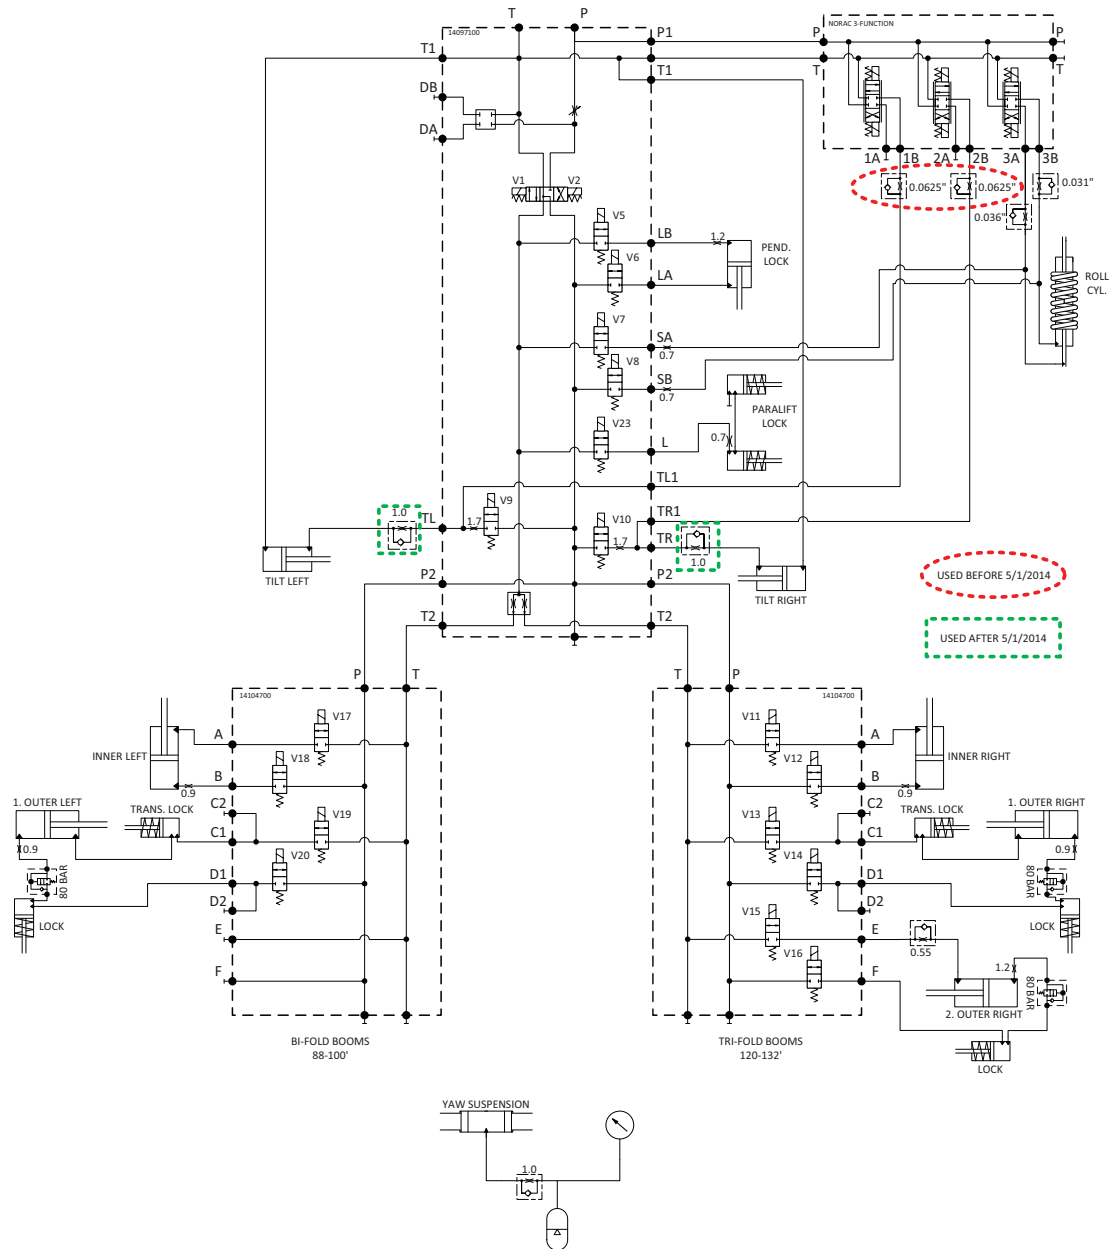 T
P
14097100
NORAC 3-FUNCTION
P1
P
P
T1
T
T
T1
DB
DA
V1
V2
1A
1B
2A
2B
3A
3B
0.0625"
0.0625"
0.031"
0.036"
V5
LB
1.2
PEND.
LOCK
V6
LA
ROLL
CYL.
V7
SA
0.7
V8
SB
0.7
PARALIFT
LOCK
V23
L
0.7
TL1
V9
1.0
TL
1.7
V10
TR1
1.7
TR
1.0
TILT LEFT
TILT RIGHT
P2
P2
USED BEFORE 5/1/2014
T2
T2
USED AFTER 5/1/2014
P
T
T
P
14104700
14104700
V17
V11
A
A
INNER LEFT
INNER RIGHT
V18
V12
B
B
0.9
0.9
1. OUTER LEFT
TRANS. LOCK
C2
C2
TRANS. LOCK
1. OUTER RIGHT
V19
V13
C1
C1
0.9
0.9
V20
V14
80 BAR
D1
D1
80 BAR
D2
D2
LOCK
LOCK
V15
E
E
V16
0.55
F
F
1.2
80 BAR
2. OUTER RIGHT
LOCK
BI-FOLD BOOMS
88-100'
TRI-FOLD BOOMS
120-132'
YAW SUSPENSION
1.0